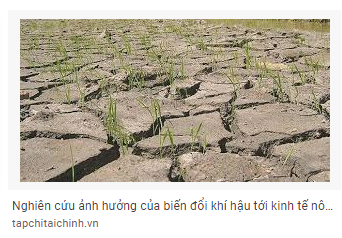 Nghiên cứu ảnh hưởng của biến đổi khí hậu tới kinh tế nô...
tapchitaichinh.vn